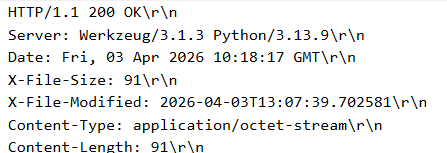 HTTP/1.1 200 OK\r\n
Server: Werkzeug/3.1.3 Python/3.13.9\r\n
Date: Fri, 03 Apr 2026 10:18:17 GMT\r\n
X-File-Size: 91\r\n
X-File-Modified: 2026-04-03T13:07:39.702581\r\n
Content-Type: application/octet-stream\r\n
Content-Length: 91\r\n